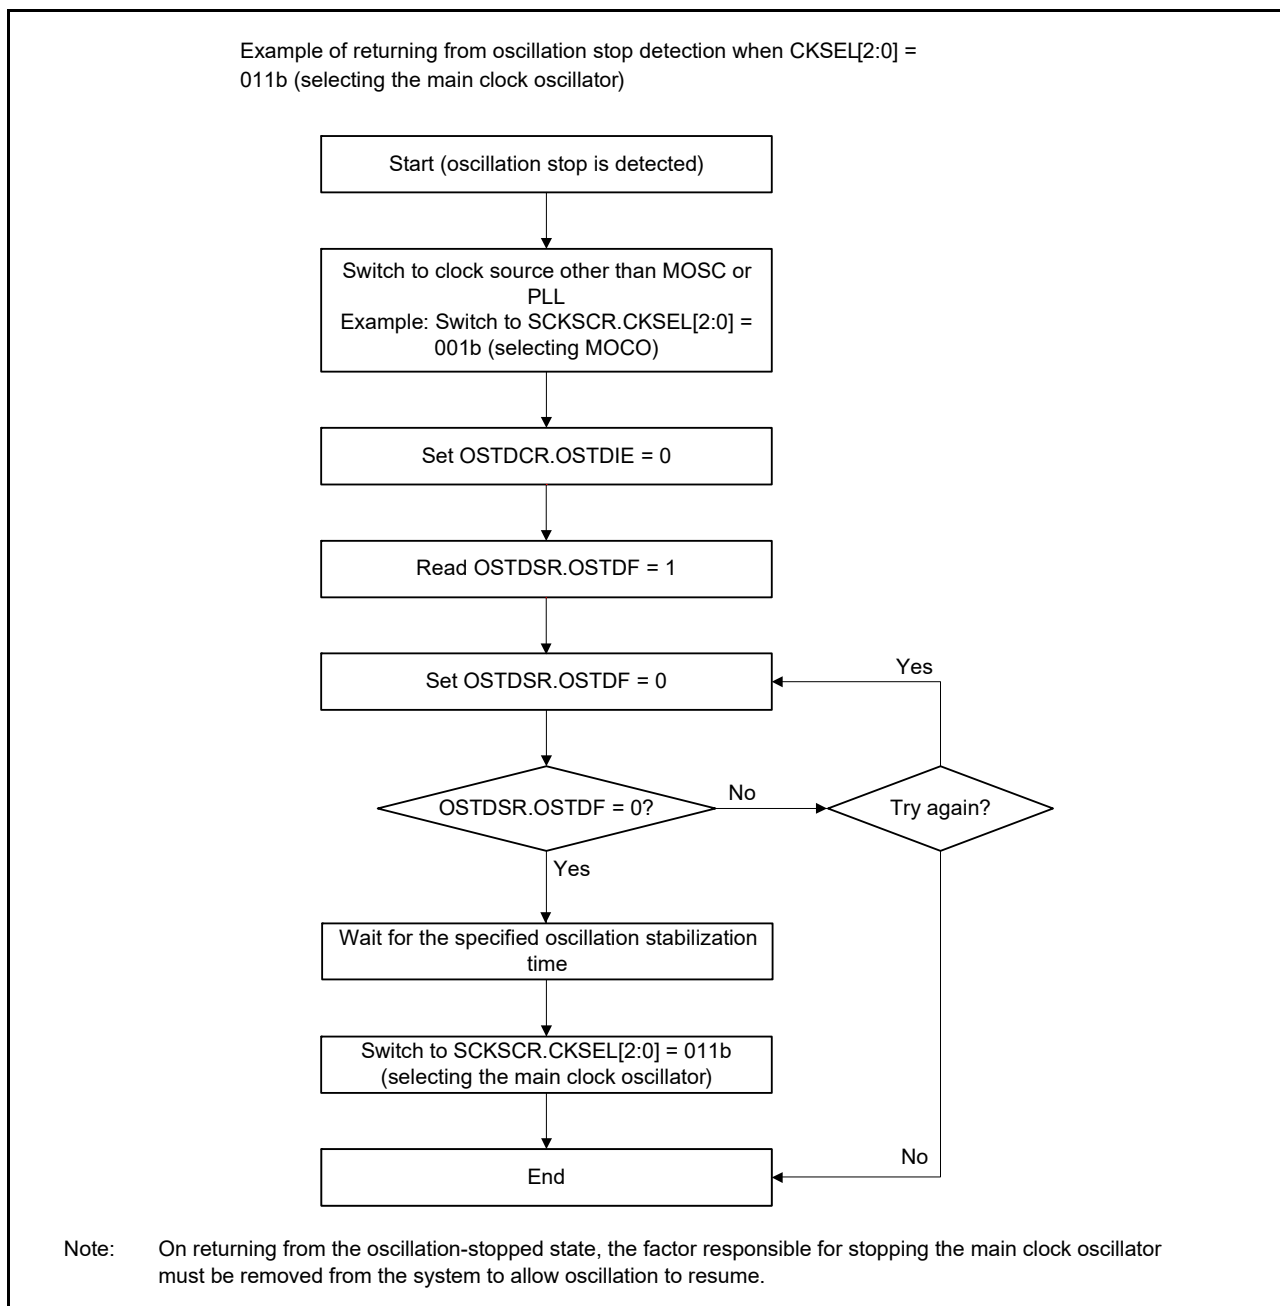 Example of returning from oscillation stop detection when CKSEL[2:0] =
011b (selecting the main clock oscillator)
Start (oscillation stop is detected)
Switch to clock source other than MOSC or
PLL
Example: Switch to SCKSCR.CKSEL[2:0] =
001b (selecting MOCO)
Set OSTDCR.OSTDIE = 0
Read OSTDSR.OSTDF = 1
Set OSTDSR.OSTDF = 0
Yes
OSTDSR.OSTDF = 0?
No
Try again?
Yes
Wait for the specified oscillation stabilization
time
Switch to SCKSCR.CKSEL[2:0] = 011b
(selecting the main clock oscillator)
No
End
Note: On returning from the oscillation-stopped state, the factor responsible for stopping the main clock oscillator
must be removed from the system to allow oscillation to resume.